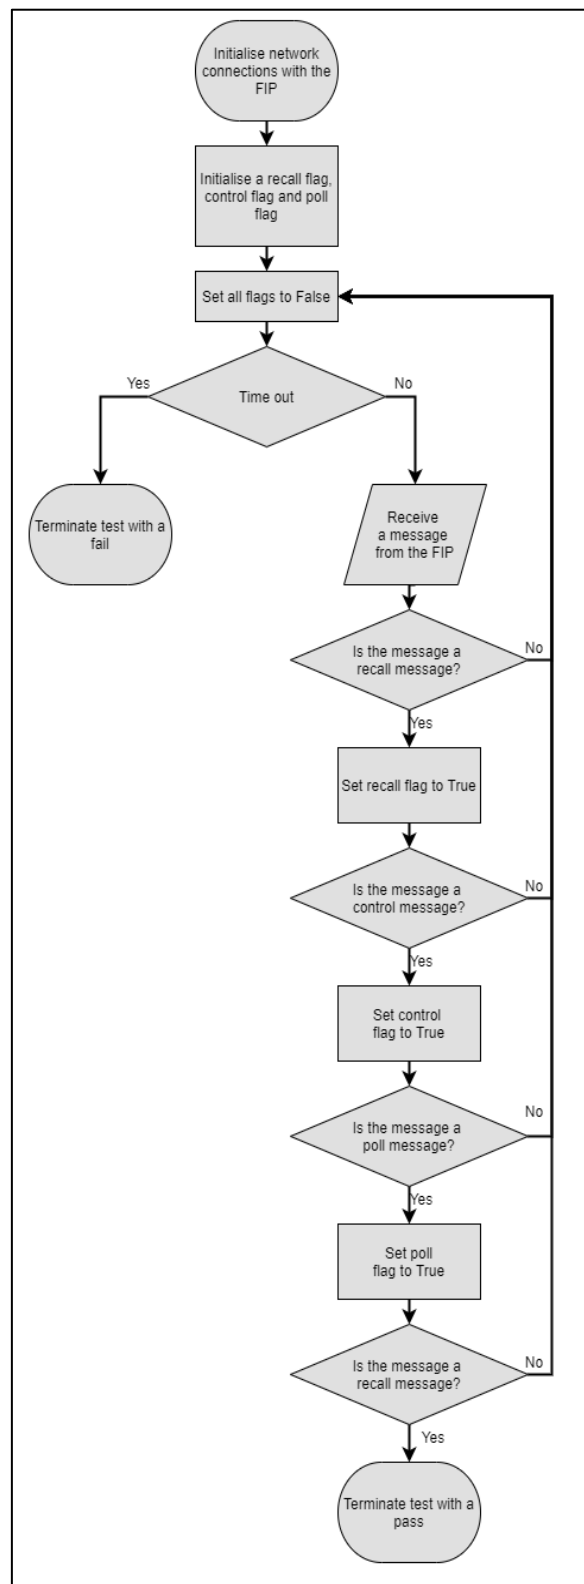 Initialise network
connections with the
FIP
Initialise a recall flag,
control flag and poll
flag
Set all flags to False
Yes
Time out
No
Terminate test with a
fail
Receive
a message
from the FIP
Is the message a
recall message?
No
Yes
Set recall flag to True
Is the message a
control message?
No
Yes
Set control
flag to True
Is the message a
poll message?
No
Yes
Set poll
flag to True
Is the message a
recall message?
No
Yes
Terminate test with a
pass